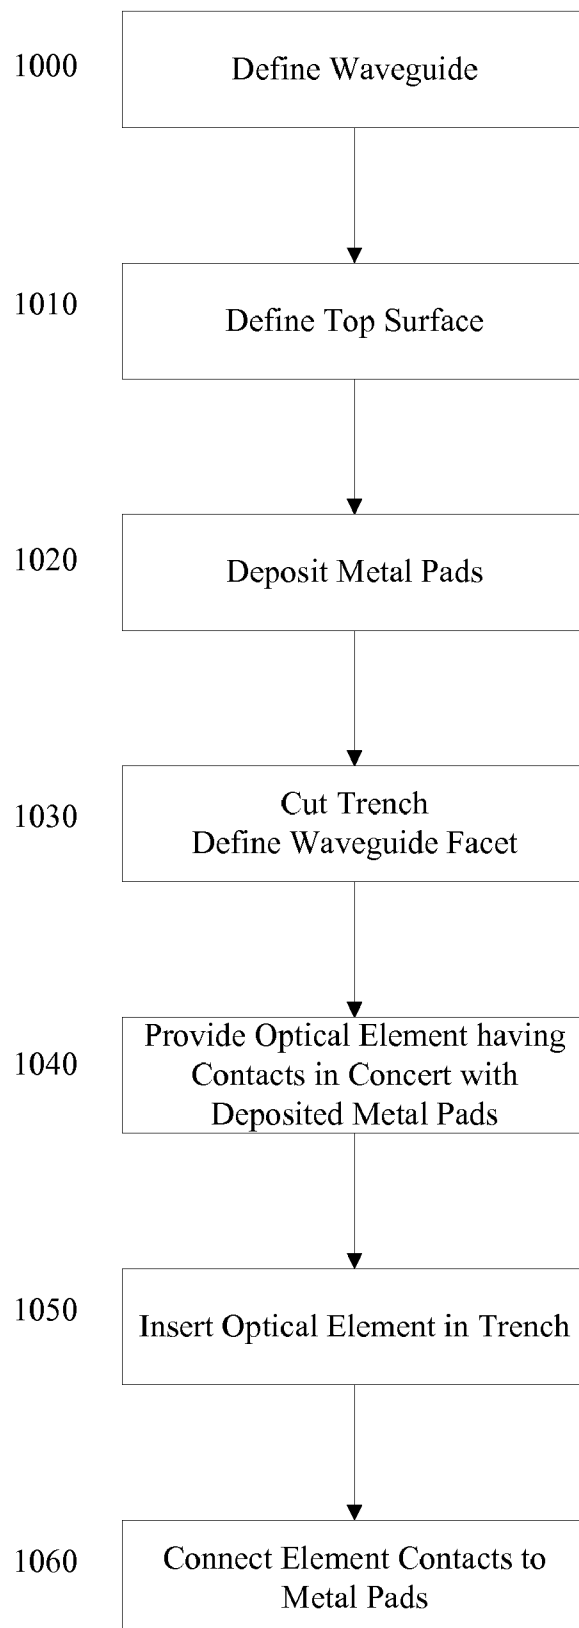 1000
Define Waveguide
1010
Define Top Surface
1020
Deposit Metal Pads
1030
Cut Trench
Define Waveguide Facet
1040
Provide Optical Element having
Contacts in Concert with
Deposited Metal Pads
1050
Insert Optical Element in Trench
1060
Connect Element Contacts to
Metal Pads